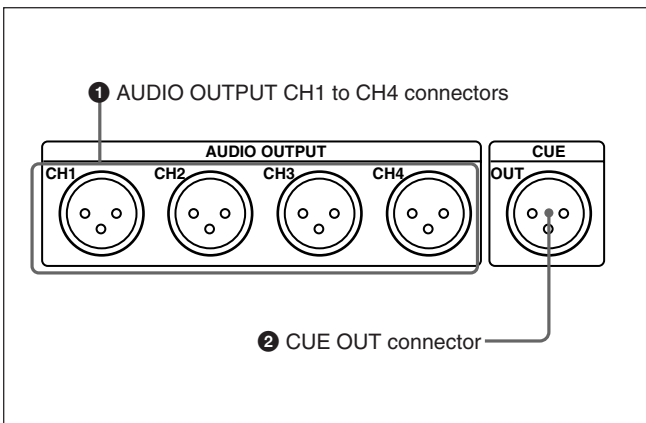 ❶ AUDIO OUTPUT CH1 to CH4 connectors
AUDIO OUTPUT
CUE
CH1 CH2 CH3 CH4 OUT
❷ CUE OUT connector